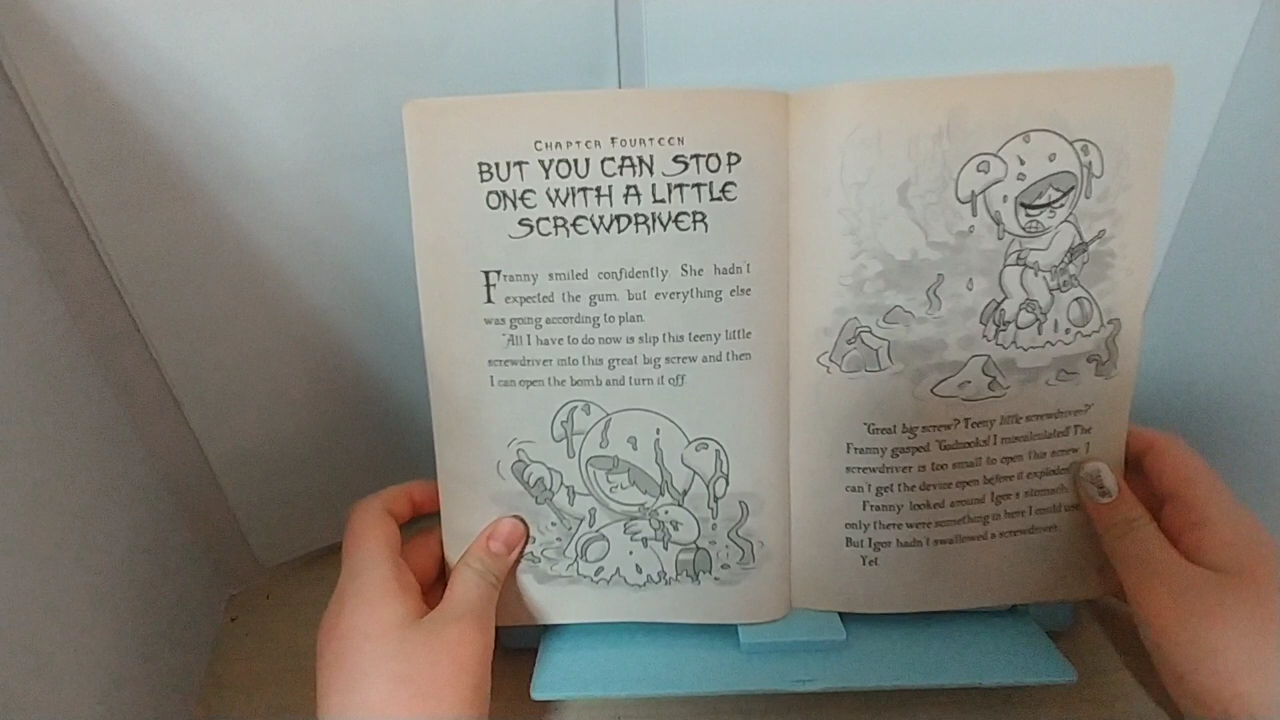 CHAPTER FOURTEEN
BUT YOU CAN STOP
ONE WITH A LITTLE
SCREWDRIVER
Franny smiled confidently. She hadn't
expected the gum, but everything else
was going according to plan.
"All I have to do now is slip this teeny little
screwdriver into this great big screw and then
I can open the bomb and turn it off.
"Great big screw? Teeny little screwdriver?"
Franny gasped. "Gadzooks! I miscalculated! The
screwdriver is too small to open this screw. I
can't get the device open before it explodes!
Franny looked around Igor's stomach.
only there were something in here I could use
But Igor hadn't swallowed a screwdriver.
Yet.